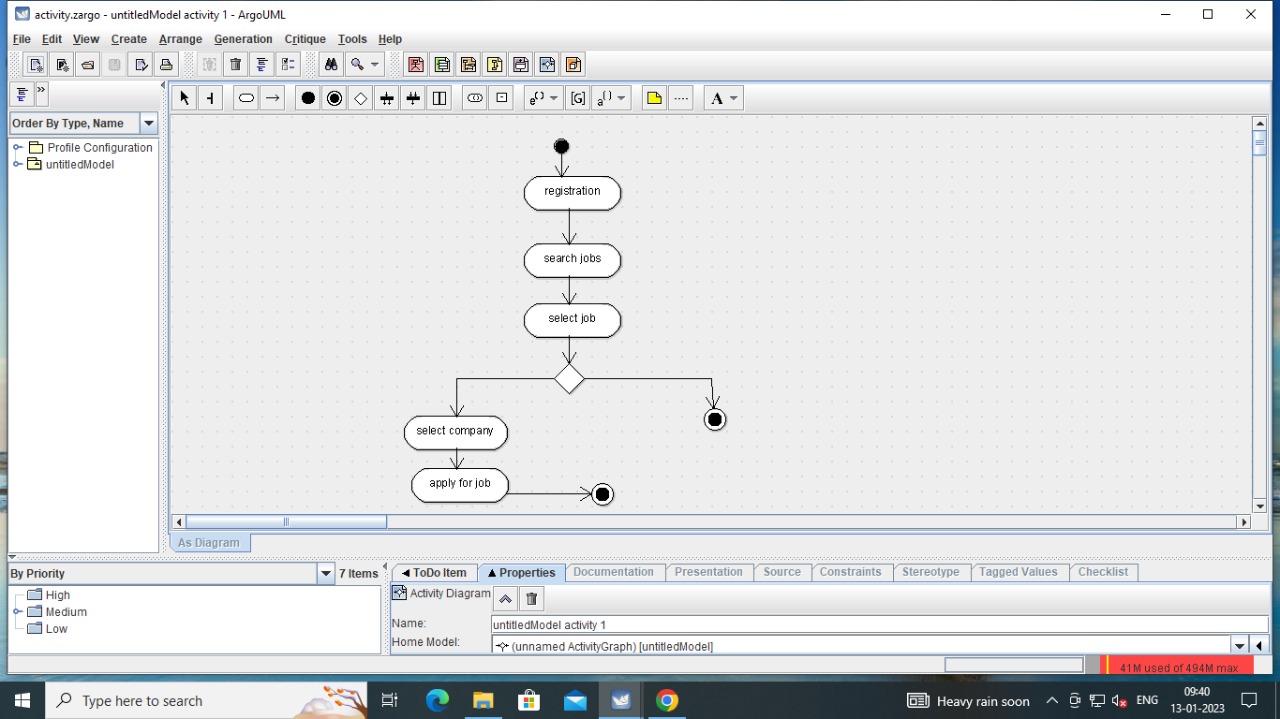 activity.zargo - untitledModel activity 1 - ArgoUML
File Edit View Create Arrange Generation Critique Tools Help
Order By Type, Name
Profile Configuration
untitledModel
registration
search jobs
select job
select company
apply for job
As Diagram
By Priority
7 Items
High
Medium
Low
ToDo Item Properties Documentation Presentation Source Constraints Stereotype Tagged Values Checklist
Activity Diagram
Name: untitledModel activity 1
Home Model: (unnamed ActivityGraph) [untitledModel]
41M used of 494M max
Type here to search
Heavy rain soon
ENG
09:40
13-01-2023